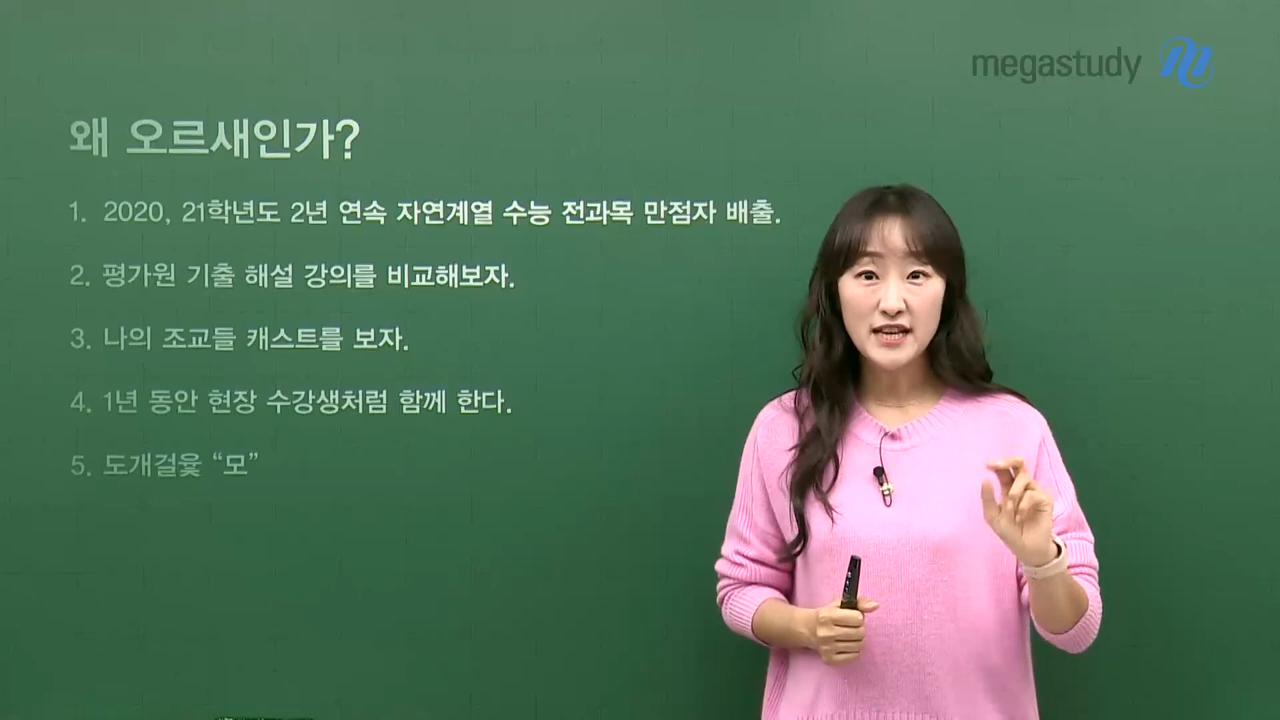 megastudy
왜 오르새인가?
1. 2020, 21학년도 2년 연속 자연계열 수능 전과목 만점자 배출.
2. 평가원 기출 해설 강의를 비교해보자.
3. 나의 조교들 캐스트를 보자.
4. 1년 동안 현장 수강생처럼 함께 한다.
5. 도개걸윷 “모”